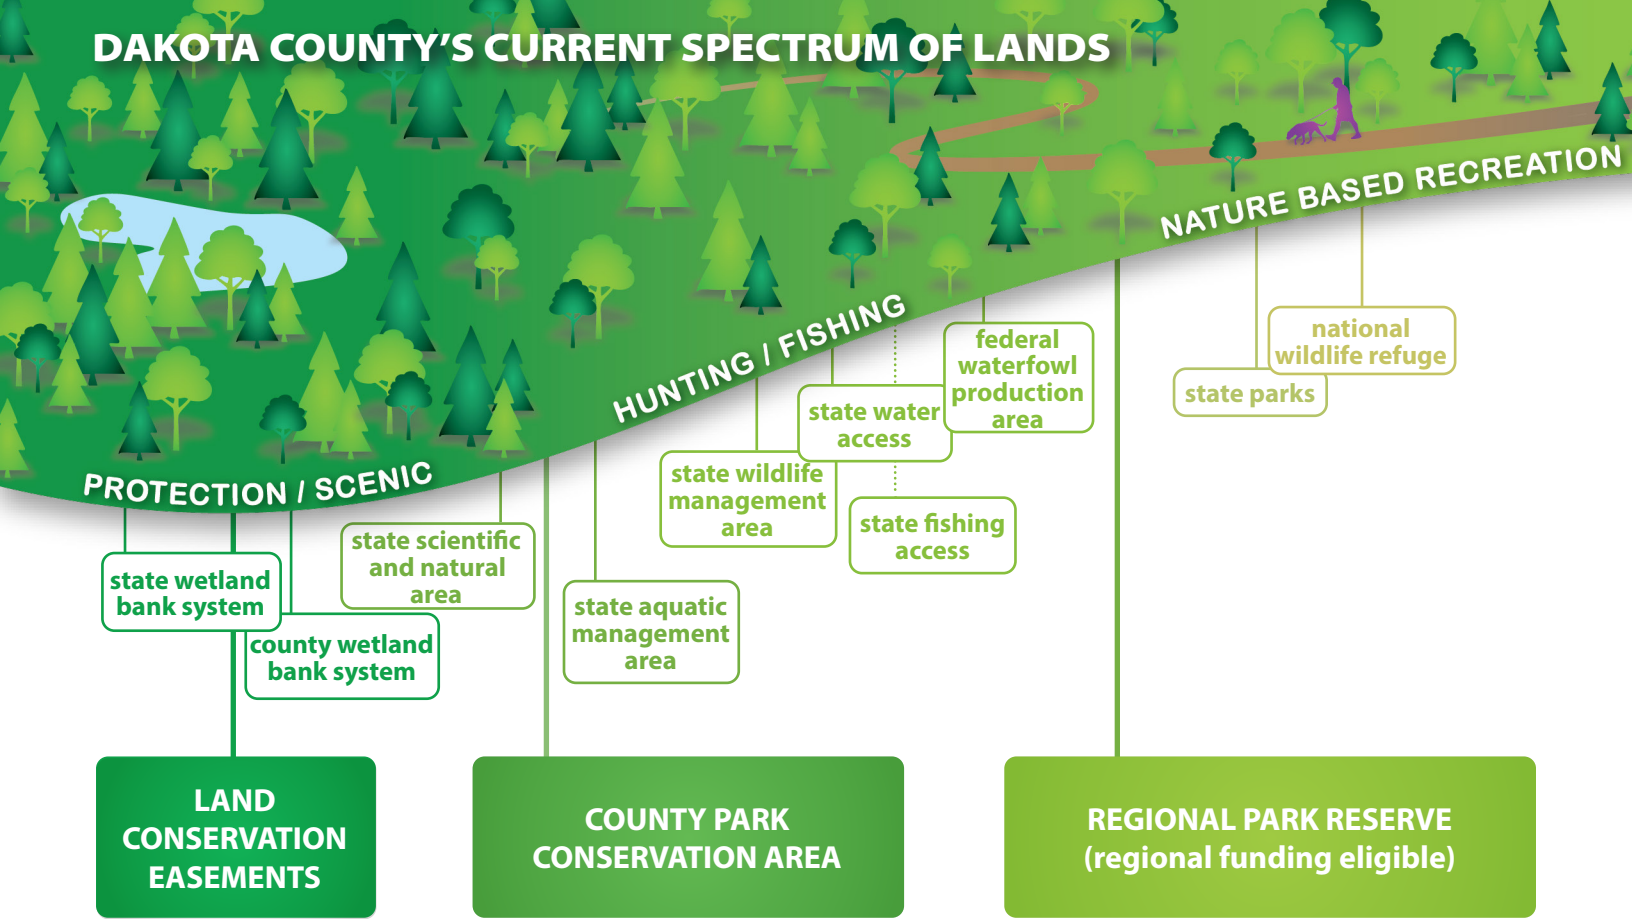 DAKOTA COUNTY'S CURRENT SPECTRUM OF LANDS
NATURE BASED RECREATION
HUNTING / FISHING
PROTECTION / SCENIC
state wetland
bank system
county wetland
bank system
state scientific
and natural
area
state aquatic
management
area
state wildlife
management
area
state water
access
state fishing
access
federal
waterfowl
production
area
state parks
national
wildlife refuge
LAND
CONSERVATION
EASEMENTS
COUNTY PARK
CONSERVATION AREA
REGIONAL PARK RESERVE
(regional funding eligible)